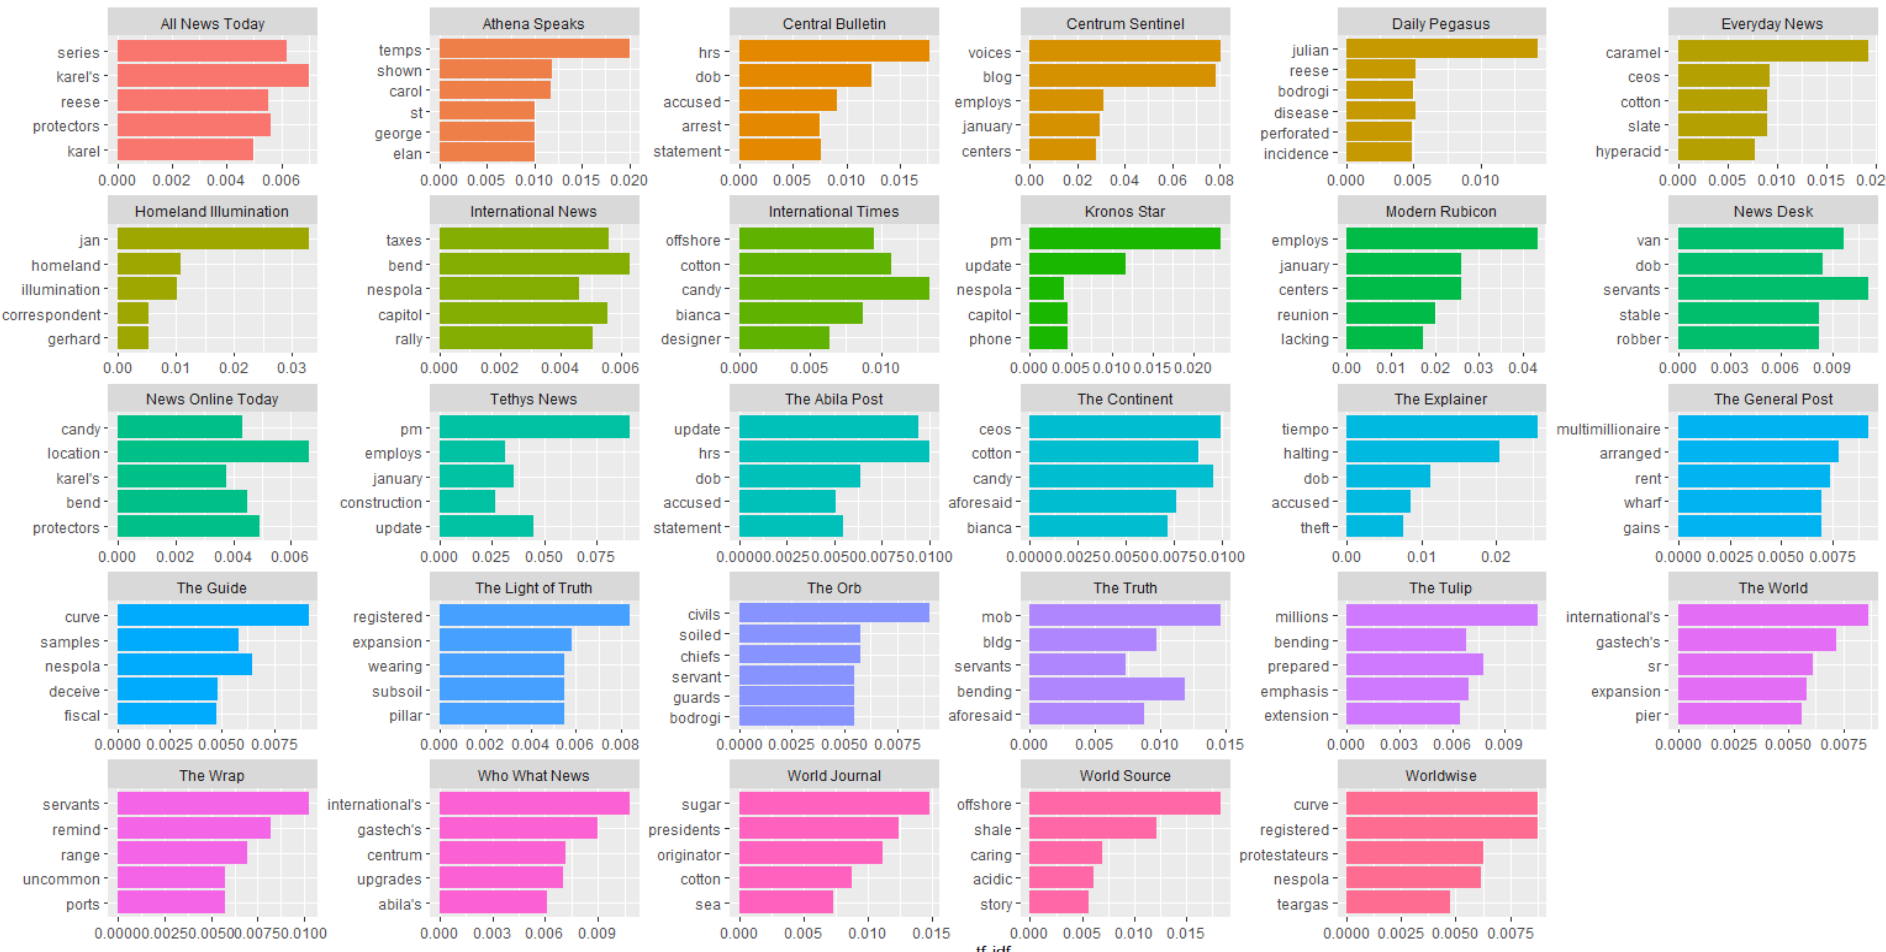 All News Today
series
karel's
reese
protectors
karel
0.000 0.002 0.004 0.006
Athena Speaks
temps
shown
carol
st
george
elan
0.000 0.005 0.010 0.015 0.020
Central Bulletin
hrs
dob
accused
arrest
statement
0.000 0.005 0.010 0.015
Centrum Sentinel
voices
blog
employs
january
centers
0.00 0.02 0.04 0.06 0.08
Daily Pegasus
julian
reese
bodrogi
disease
perforated
incidence
0.000 0.005 0.010
Everyday News
caramel
ceos
cotton
slate
hyperacid
0.000 0.005 0.010 0.015 0.02
Homeland Illumination
jan
homeland
illumination
correspondent
gerhard
0.00 0.01 0.02 0.03
International News
taxes
bend
nespola
capitol
rally
0.000 0.002 0.004 0.006
International Times
offshore
cotton
candy
bianca
designer
0.000 0.005 0.010
Kronos Star
pm
update
nespola
capitol
phone
0.000 0.005 0.010 0.015 0.020
Modern Rubicon
employs
january
centers
reunion
lacking
0.00 0.01 0.02 0.03 0.04
News Desk
van
dob
servants
stable
robber
0.000 0.003 0.006 0.009
News Online Today
candy
location
karel's
bend
protectors
0.000 0.002 0.004 0.006
Tethys News
pm
employs
january
construction
update
0.000 0.025 0.050 0.075
The Abila Post
update
hrs
dob
accused
statement
0.0000 0.0025 0.0050 0.0075 0.0100
The Continent
ceos
cotton
candy
aforesaid
bianca
0.0000 0.0025 0.0050 0.0075 0.0100
The Explainer
tiempo
halting
dob
accused
theft
0.00 0.01 0.02
The General Post
multimillionaire
arranged
rent
wharf
gains
0.0000 0.0025 0.0050 0.0075
The Guide
curve
samples
nespola
deceive
fiscal
0.0000 0.0025 0.0050 0.0075
The Light of Truth
registered
expansion
wearing
subsoil
pillar
0.000 0.002 0.004 0.006 0.008
The Orb
civils
soiled
chiefs
servant
guards
bodrogi
0.0000 0.0025 0.0050 0.0075
The Truth
mob
bldg
servants
bending
aforesaid
0.000 0.005 0.010 0.015
The Tulip
millions
bending
prepared
emphasis
extension
0.000 0.003 0.006 0.009
The World
international's
gastech's
sr
expansion
pier
0.0000 0.0025 0.0050 0.0075
The Wrap
servants
remind
range
uncommon
ports
0.0000 0.0025 0.0050 0.0075 0.0100
Who What News
international's
gastech's
centrum
upgrades
abila's
0.000 0.003 0.006 0.009
World Journal
sugar
presidents
originator
cotton
sea
0.000 0.005 0.010 0.015
World Source
offshore
shale
caring
acidic
story
0.000 0.005 0.010 0.015
Worldwise
curve
registered
protestateurs
nespola
teargas
0.0000 0.0025 0.0050 0.0075